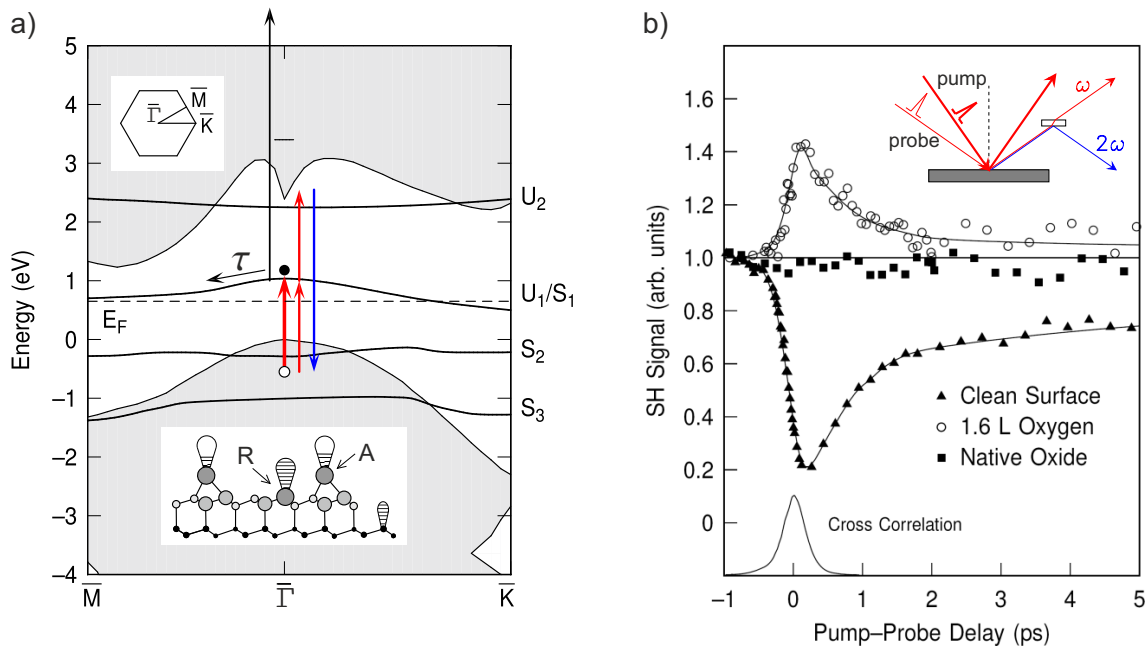 a)
Energy (eV)
5
4
3
2
1
0
−1
−2
−3
−4
M̅
Γ̅
K̅
Γ̅
M̅
K̅
τ
E_F
U₂
U₁/S₁
S₂
S₃
R
A
b)
SH Signal (arb. units)
1.6
1.4
1.2
1.0
0.8
0.6
0.4
0.2
0
pump
probe
ω
2ω
Clean Surface
1.6 L Oxygen
Native Oxide
Cross Correlation
−1
0
1
2
3
4
5
Pump–Probe Delay (ps)